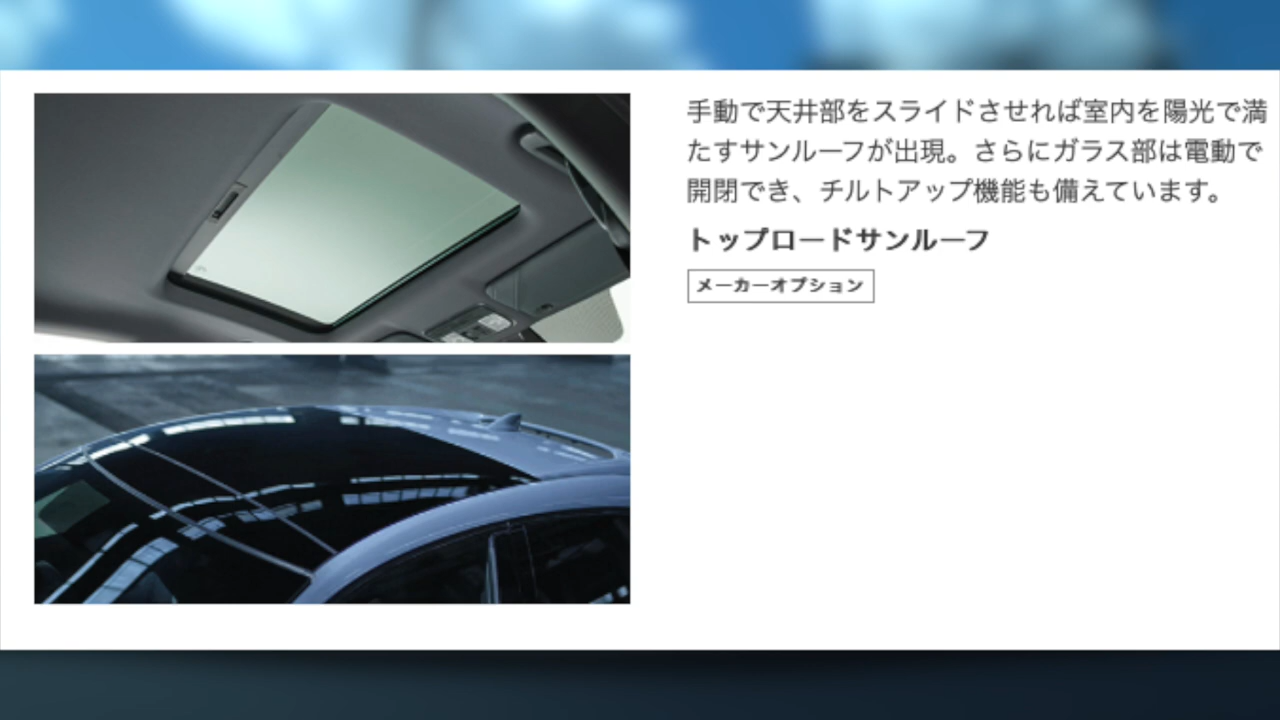 手動で天井部をスライドさせれば室内を陽光で満
たすサンルーフが出現。さらにガラス部は電動で
開閉でき、チルトアップ機能も備えています。
トップロードサンルーフ
メーカーオプション